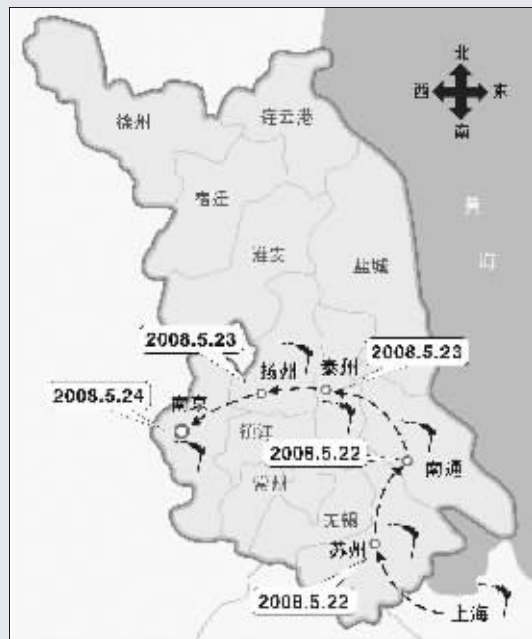 北
西 东
南
徐州
连云港
宿迁
黄
海
淮安
盐城
2008.5.23
2008.5.23
扬州
泰州
2008.5.24
南京
镇江
2008.5.22
南通
常州
无锡
苏州
2008.5.22
上海